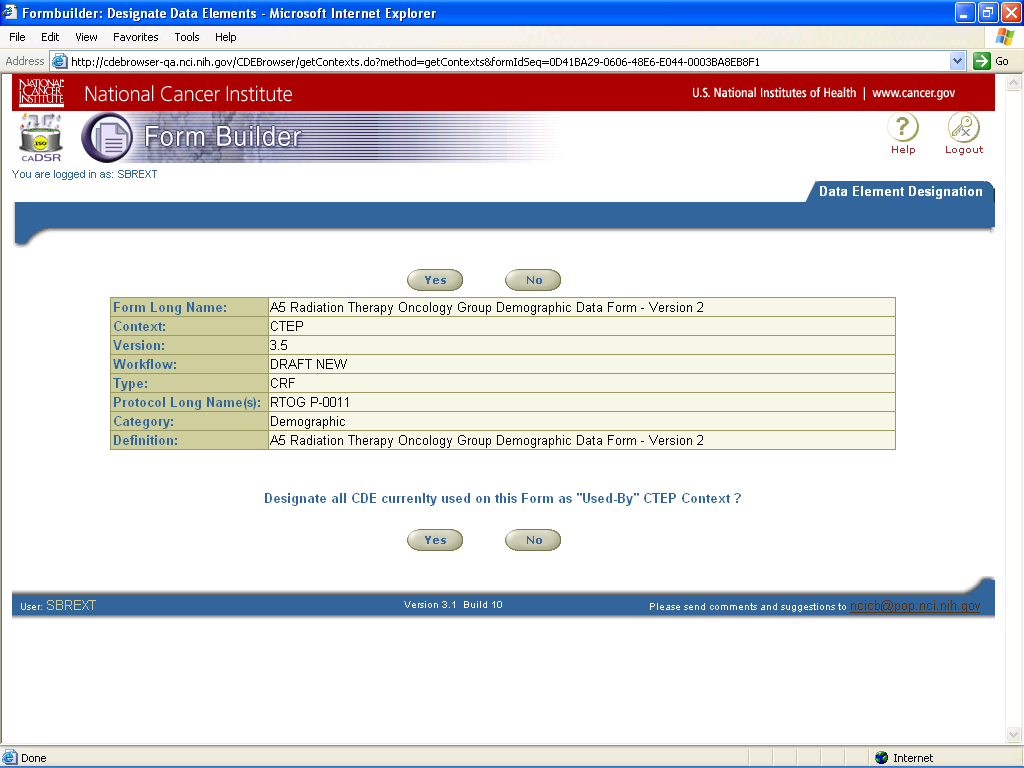 Formbuilder: Designate Data Elements - Microsoft Internet Explorer
File Edit View Favorites Tools Help
Address http://cdebrowser-qa.nci.nih.gov/CDEBrowser/getContexts.do?method=getContexts&formIdSeq=0D41BA29-0606-48E6-E044-0003BA8EB8F1 Go
NATIONAL CANCER INSTITUTE National Cancer Institute U.S. National Institutes of Health | www.cancer.gov
ISO
caDSR
Form Builder
Help Logout
You are logged in as: SBREXT
Data Element Designation
Yes No
Form Long Name: A5 Radiation Therapy Oncology Group Demographic Data Form - Version 2
Context: CTEP
Version: 3.5
Workflow: DRAFT NEW
Type: CRF
Protocol Long Name(s): RTOG P-0011
Category: Demographic
Definition: A5 Radiation Therapy Oncology Group Demographic Data Form - Version 2
Designate all CDE currenlty used on this Form as "Used-By" CTEP Context ?
Yes No
User: SBREXT Version 3.1 Build 10 Please send comments and suggestions to ncicb@pop.nci.nih.gov
Done Internet